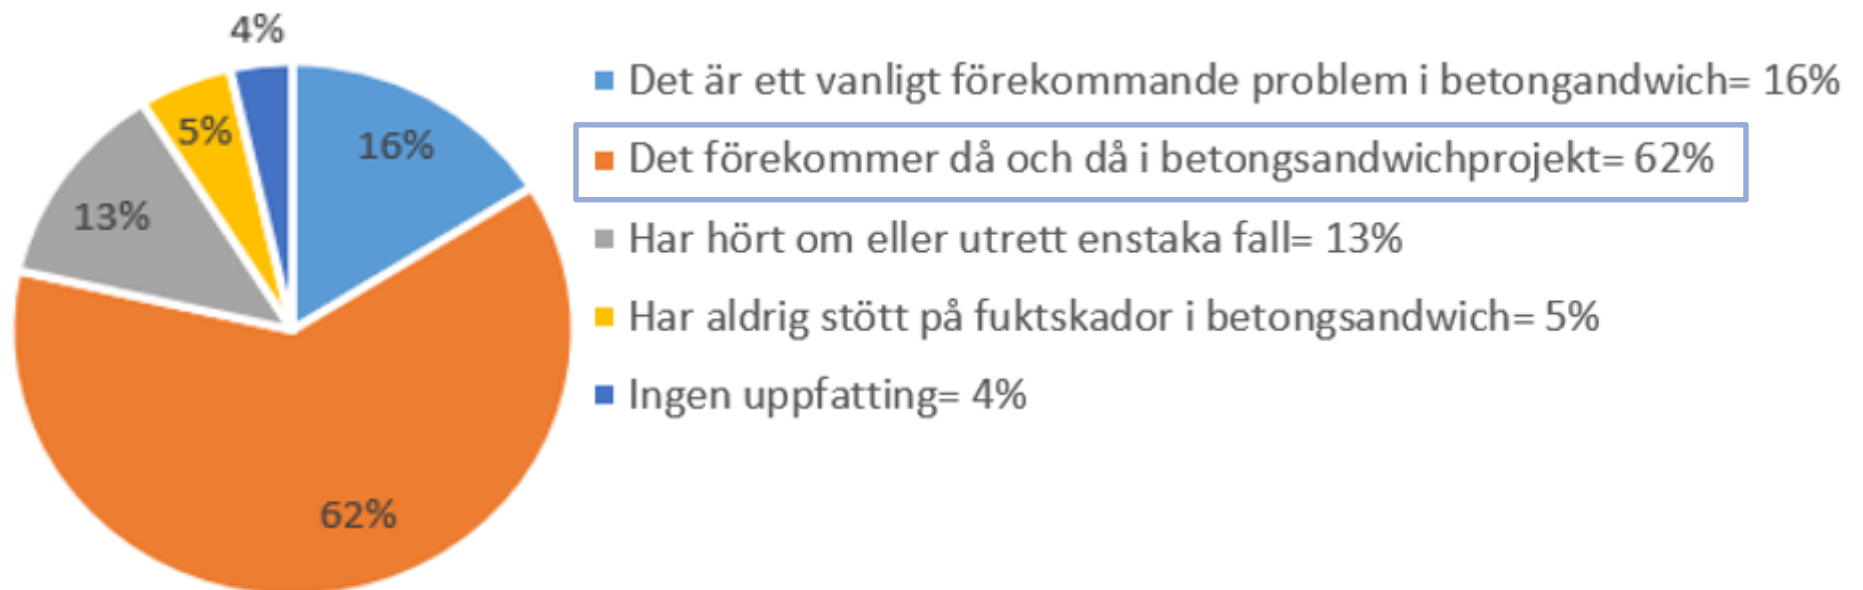 4%
5%
16%
13%
62%
Det är ett vanligt förekommande problem i betongandwich= 16%
Det förekommer då och då i betongsandwichprojekt= 62%
Har hört om eller utrett enstaka fall= 13%
Har aldrig stött på fuktskador i betongsandwich= 5%
Ingen uppfatting= 4%